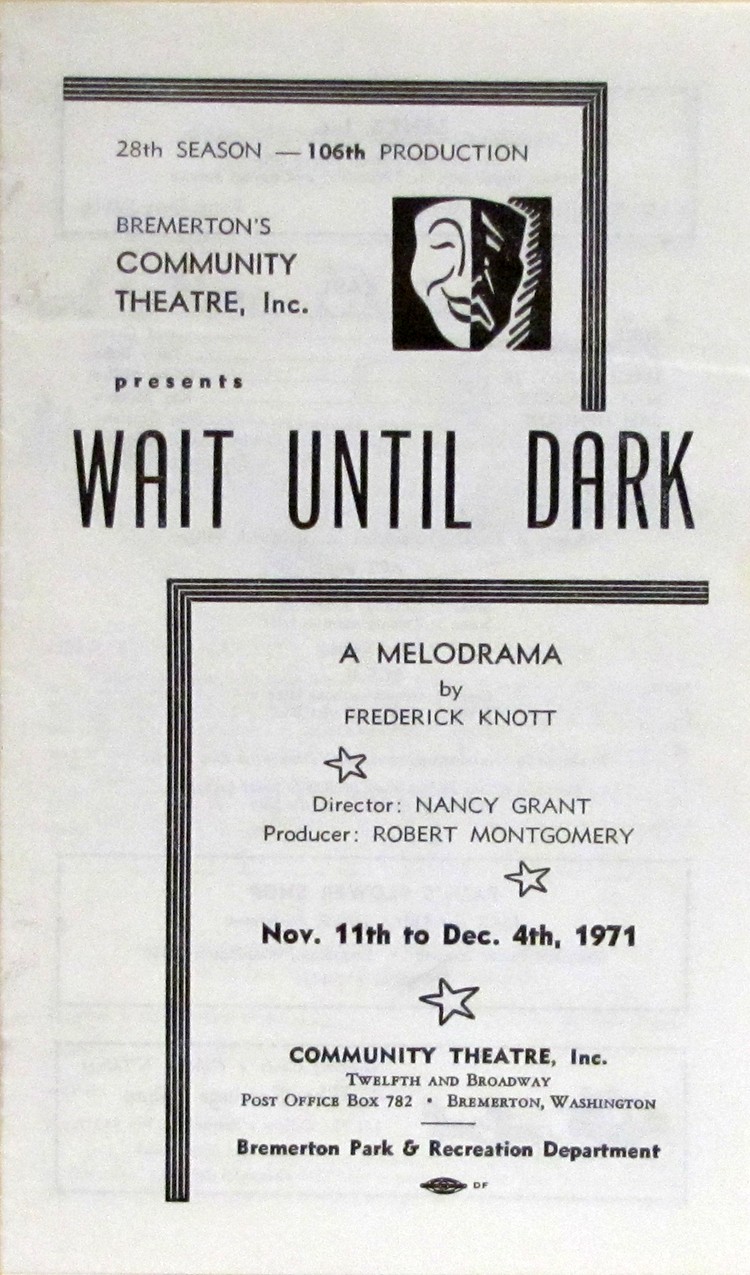 28th SEASON — 106th PRODUCTION
BREMERTON'S
COMMUNITY
THEATRE, Inc.
presents
WAIT UNTIL DARK
A MELODRAMA
by
FREDERICK KNOTT
Director: NANCY GRANT
Producer: ROBERT MONTGOMERY
Nov. 11th to Dec. 4th, 1971
COMMUNITY THEATRE, Inc.
TWELFTH AND BROADWAY
POST OFFICE BOX 782 • BREMERTON, WASHINGTON
Bremerton Park & Recreation Department
DF